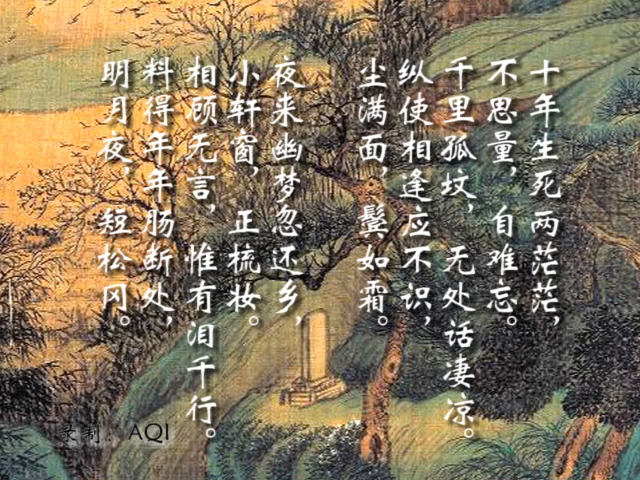 十年生死两茫茫，
不思量，自难忘。
千里孤坟，无处话凄凉。
纵使相逢应不识，
尘满面，鬓如霜。
夜来幽梦忽还乡，
小轩窗，正梳妆。
相顾无言，惟有泪千行。
料得年年肠断处，
明月夜，短松冈。
录制：AQI